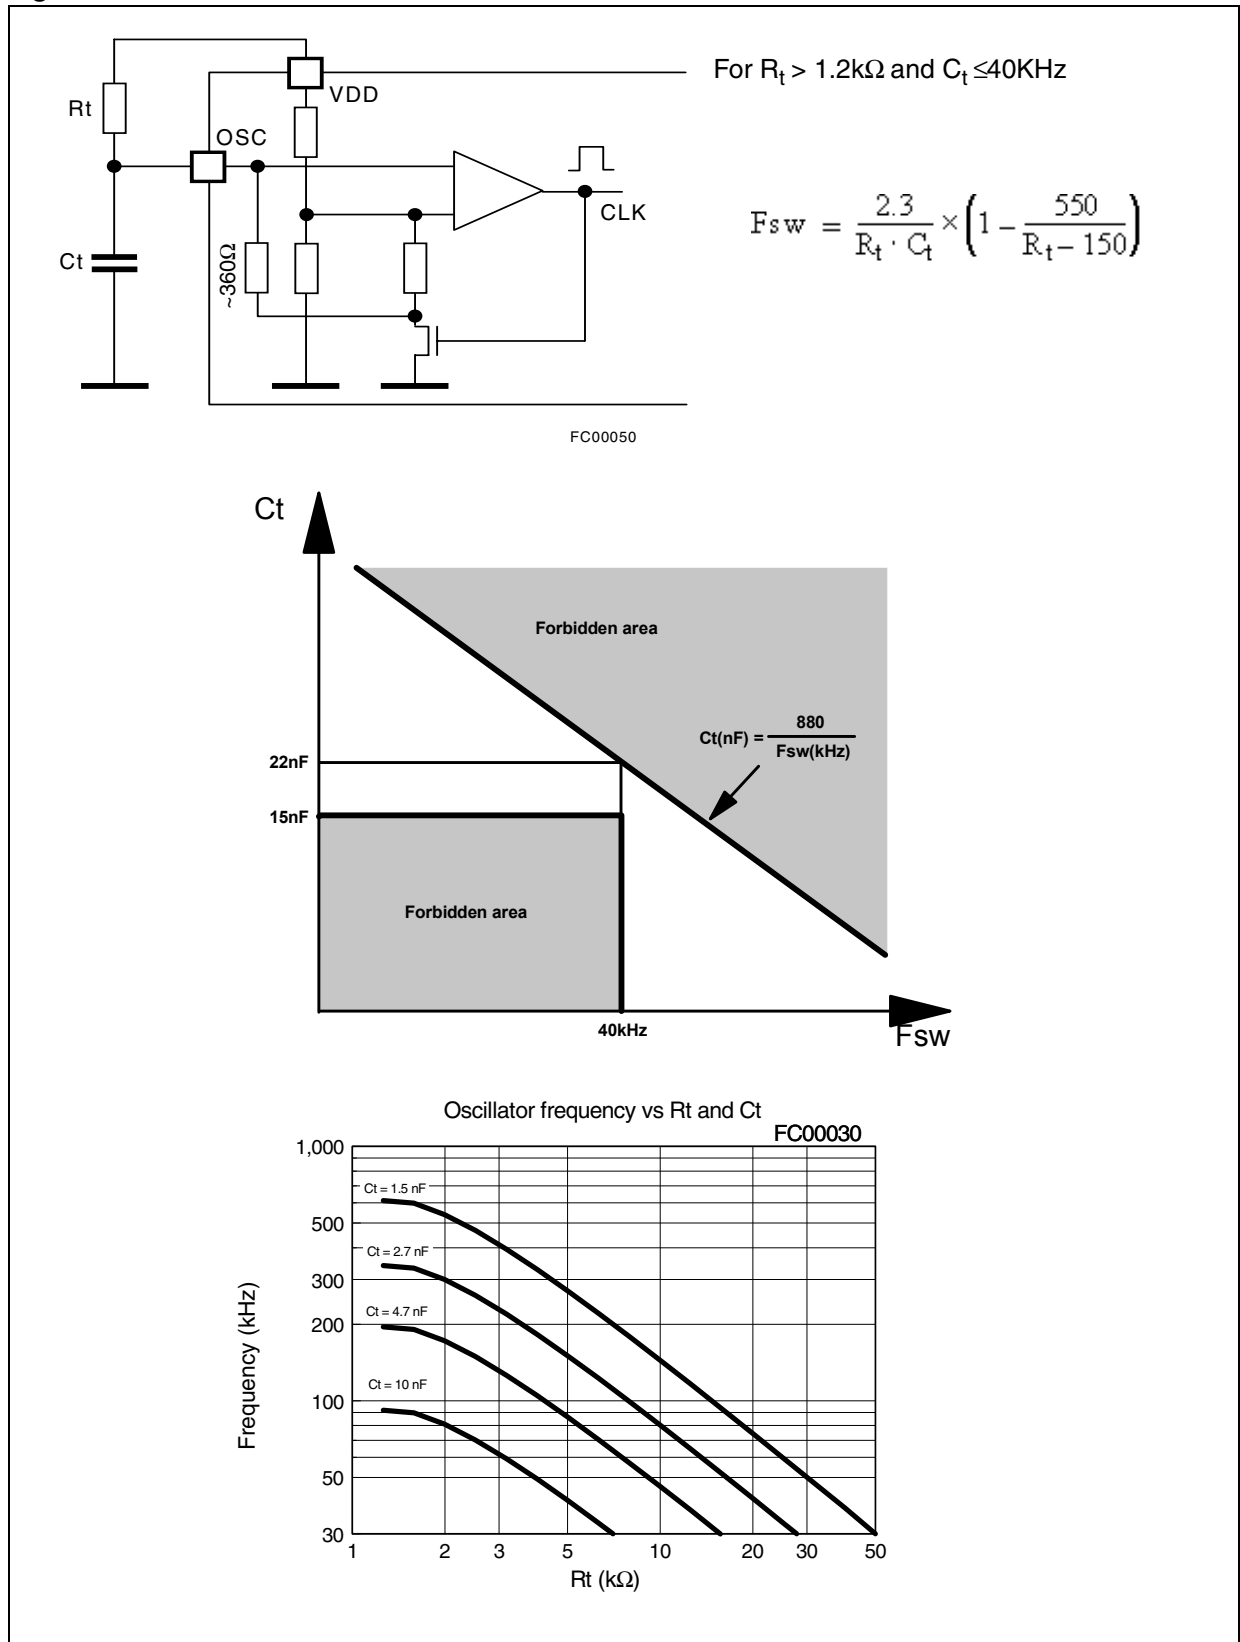 For Rt > 1.2kΩ and Ct ≤40KHz
Rt
VDD
OSC
CLK
Ct
~360Ω
Fsw = 2.3 / (Rt · Ct) × (1 − 550 / (Rt − 150))
FC00050
Ct
Forbidden area
Ct(nF) = 880 / Fsw(kHz)
22nF
15nF
Forbidden area
40kHz
Fsw
Oscillator frequency vs Rt and Ct
FC00030
1,000
Ct = 1.5 nF
500
Ct = 2.7 nF
300
Ct = 4.7 nF
200
Ct = 10 nF
100
50
30
Frequency (kHz)
1 2 3 5 10 20 30 50
Rt (kΩ)